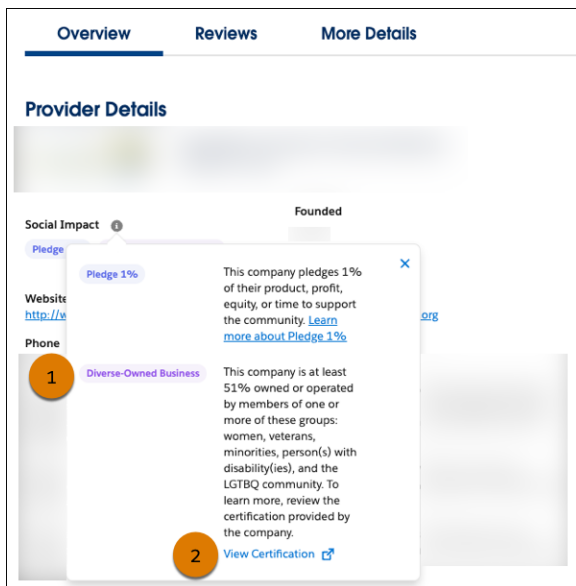 Overview Reviews More Details
Provider Details
Founded
Social Impact
Pledge
Pledge 1%
This company pledges 1%
of their product, profit,
equity, or time to support
the community. Learn
more about Pledge 1%
Website
http://w
org
Phone
1
Diverse-Owned Business
This company is at least
51% owned or operated
by members of one or
more of these groups:
women, veterans,
minorities, person(s) with
disability(ies), and the
LGTBQ community. To
learn more, review the
certification provided by
the company.
2
View Certification